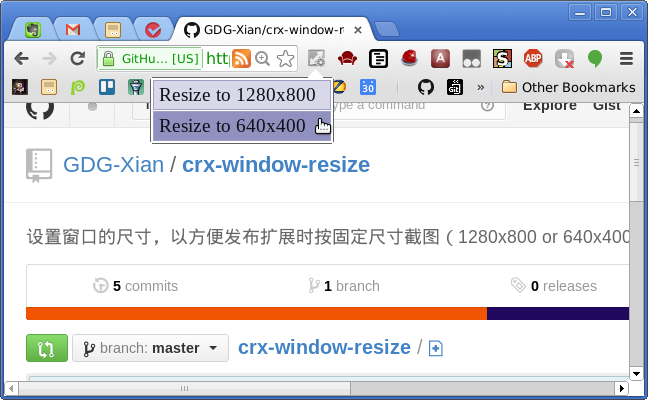 GDG-Xian/crx-window-r
GitHu... [US] htt
Resize to 1280x800
Resize to 640x400
» Other Bookmarks
ype a command
Explore Gist
GDG-Xian / crx-window-resize
设置窗口的尺寸，以方便发布扩展时按固定尺寸截图 ( 1280x800 or 640x400
5 commits 1 branch 0 releases
branch: master crx-window-resize /